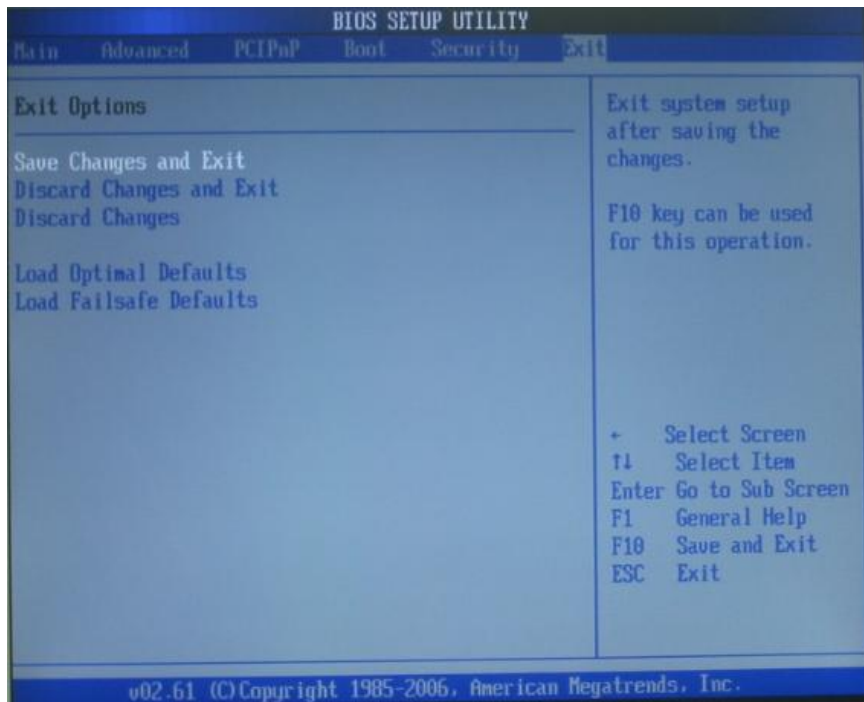 BIOS SETUP UTILITY
Main Advanced PCIPnP Boot Security Exit
Exit Options
Save Changes and Exit
Discard Changes and Exit
Discard Changes
Load Optimal Defaults
Load Failsafe Defaults
Exit system setup
after saving the
changes.
F10 key can be used
for this operation.
← Select Screen
↑↓ Select Item
Enter Go to Sub Screen
F1 General Help
F10 Save and Exit
ESC Exit
v02.61 (C)Copyright 1985-2006, American Megatrends, Inc.